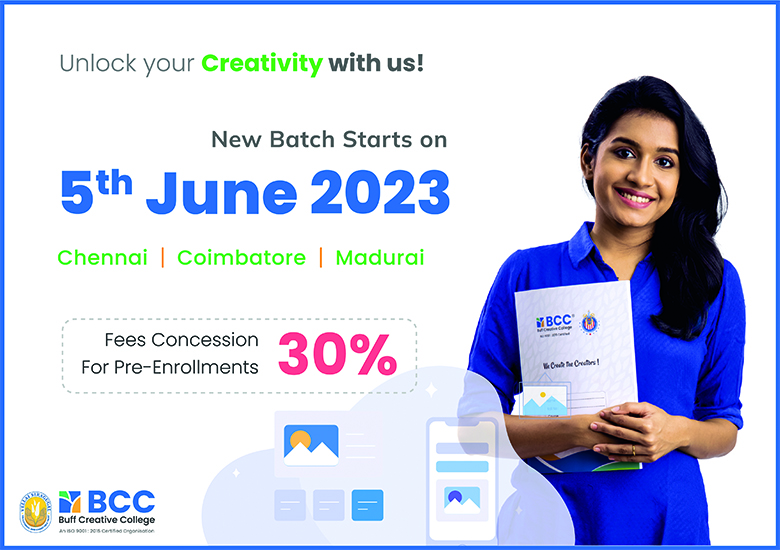 Unlock your Creativity with us!
New Batch Starts on
5th June 2023
Chennai | Coimbatore | Madurai
Fees Concession
For Pre-Enrollments
30%
BCC
Buff Creative College
We Create the Creators !
BCC
Buff Creative College
An ISO 9001 : 2015 Certified Organisation